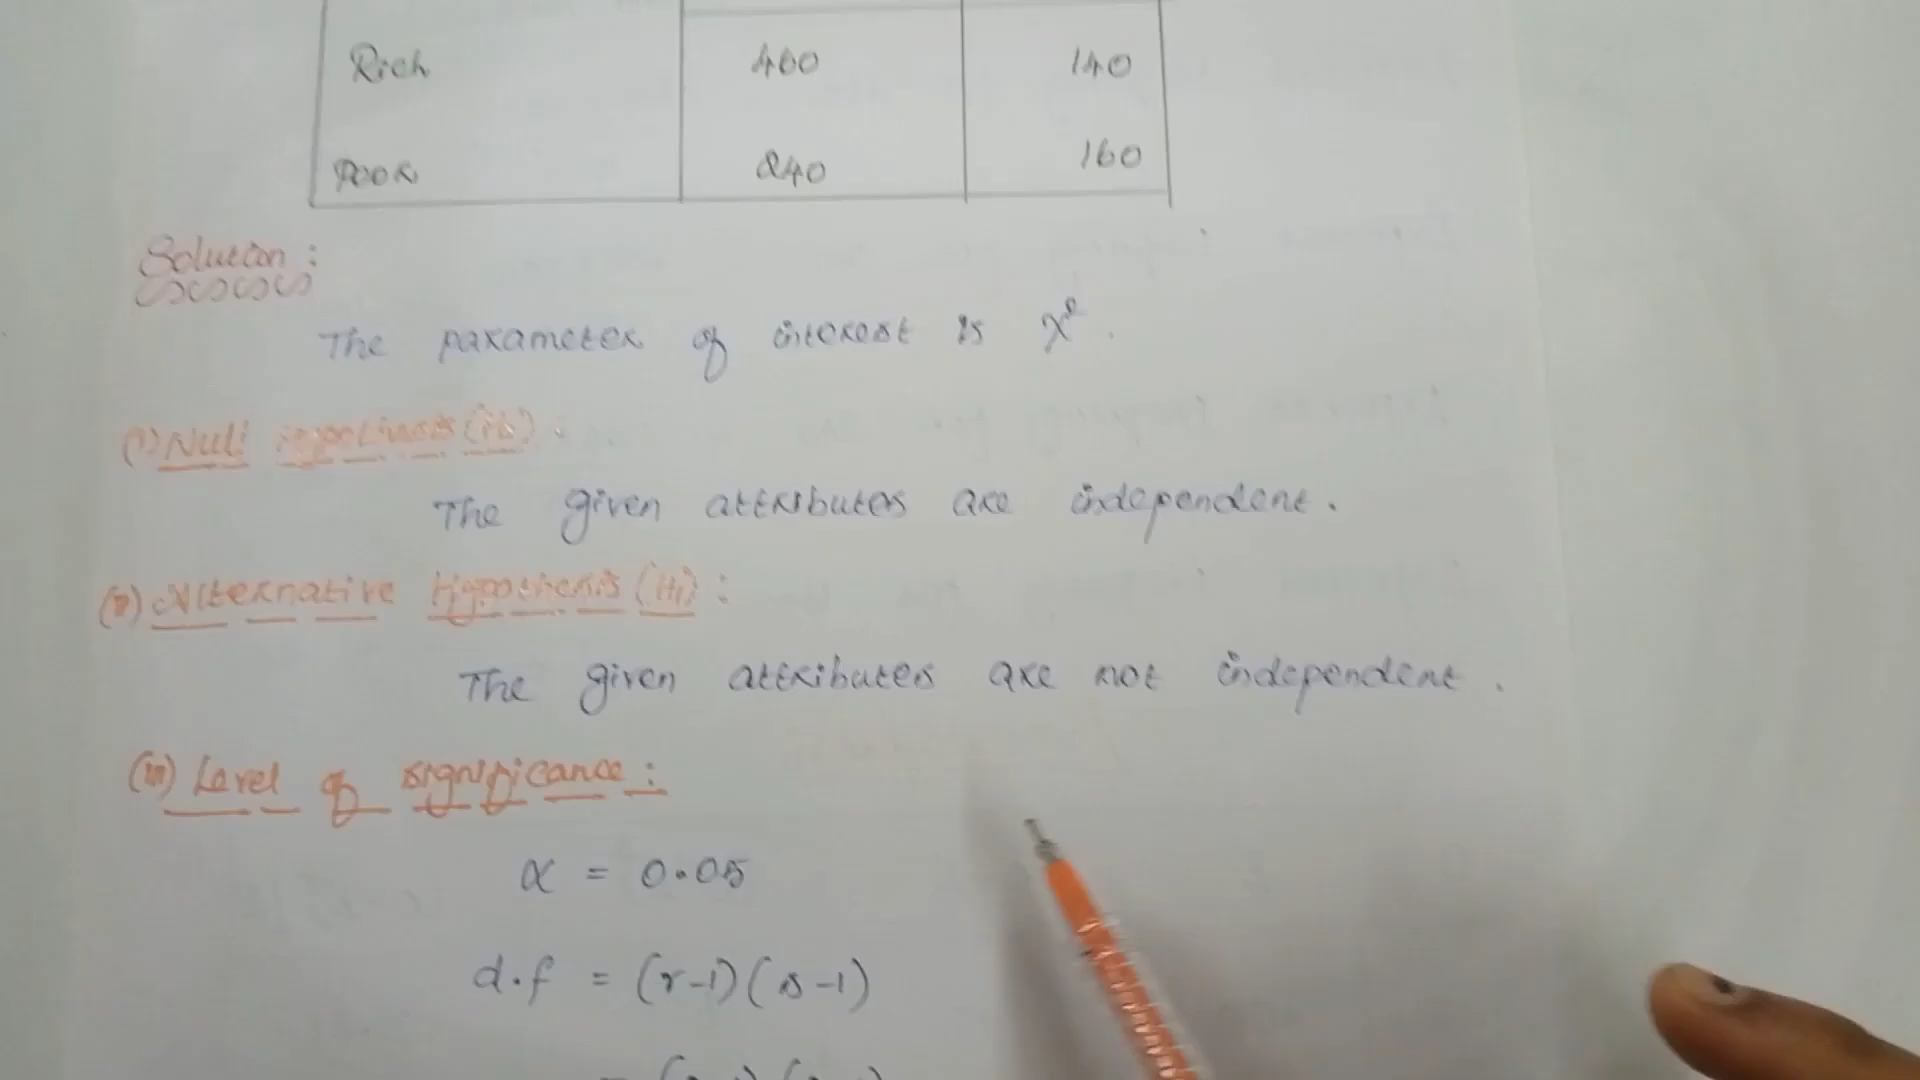 Rich 460 140
Poor 240 160
Solution:
The parameter of interest is χ².
(i) Null Hypothesis (H₀):
The given attributes are independent.
(ii) Alternative Hypothesis (H₁):
The given attributes are not independent.
(iii) Level of significance:
α = 0.05
d.f = (r-1)(s-1)